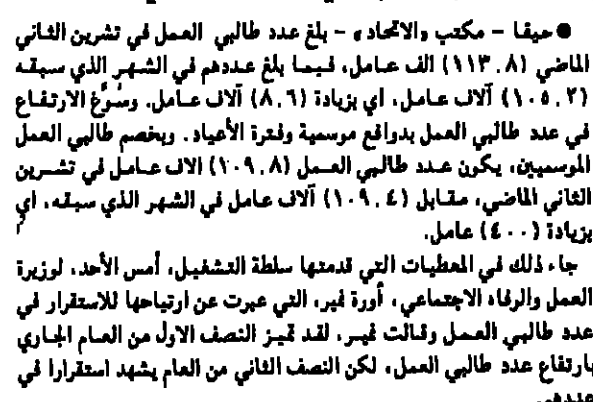 ● حيفا – مكتب «الاتحاد» – بلغ عدد طالبي العمل في تشرين الثاني
الماضي (١١٣.٨) الف عامل، فيما بلغ عددهم في الشهر الذي سبقه
(١٠٥.٢) آلاف عامل، اي بزيادة (٨.٦) آلاف عامل. وسُوِّغ الارتفاع
في عدد طالبي العمل بدوافع موسمية وفترة الأعياد. وبخصم طالبي العمل
الموسميين، يكون عدد طالبي العمل (١٠٩.٨) الاف عامل في تشرين
الثاني الماضي، مقابل (١٠٩.٤) آلاف عامل في الشهر الذي سبقه، اي
بزيادة (٤٠٠) عامل.
جاء ذلك في المعطيات التي قدمتها سلطة التشغيل، أمس الأحد، لوزيرة
العمل والرفاه الاجتماعي، أورة نمير، التي عبرت عن ارتياحها للاستقرار في
عدد طالبي العمل وقالت نمير. لقد تميز النصف الاول من العام الجاري
بارتفاع عدد طالبي العمل، لكن النصف الثاني من العام يشهد استقرارا في
عددهم.